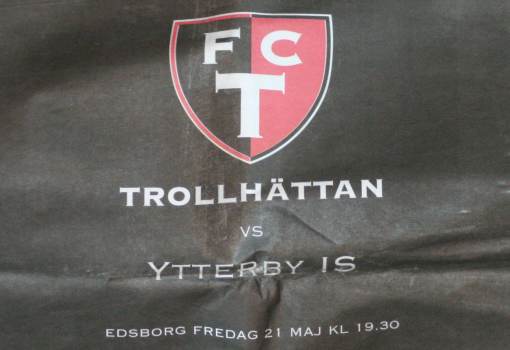 FC
T
TROLLHÄTTAN
VS
YTTERBY IS
EDSBORG FREDAG 21 MAJ KL 19.30